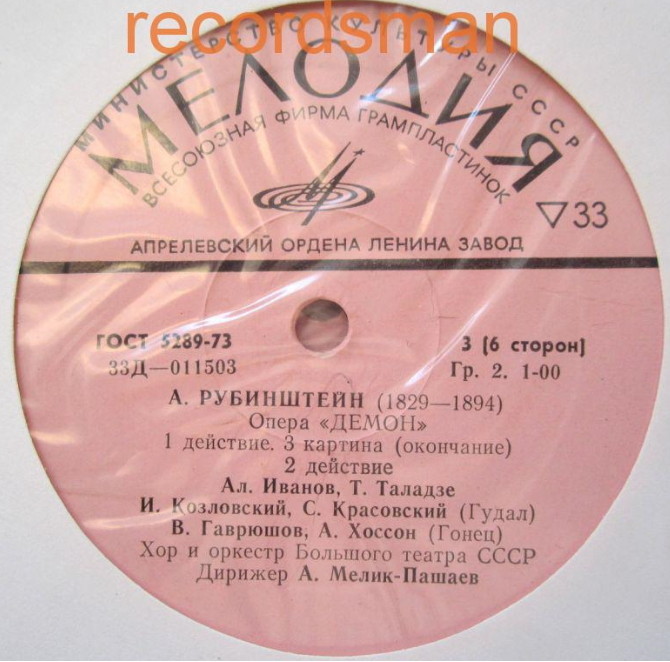 recordsman
МИНИСТЕРСТВО КУЛЬТУРЫ СССР
МЕЛОДИЯ
ВСЕСОЮЗНАЯ ФИРМА ГРАМПЛАСТИНОК
▽33
АПРЕЛЕВСКИЙ ОРДЕНА ЛЕНИНА ЗАВОД
ГОСТ 5289-73 3 (6 сторон)
33Д—011503 Гр. 2. 1-00
А. РУБИНШТЕЙН (1829—1894)
Опера «ДЕМОН»
1 действие. 3 картина (окончание)
2 действие
Ал. Иванов, Т. Таладзе
И. Козловский, С. Красовский (Гудал)
В. Гаврюшов, А. Хоссон (Гонец)
Хор и оркестр Большого театра СССР
Дирижер А. Мелик-Пашаев